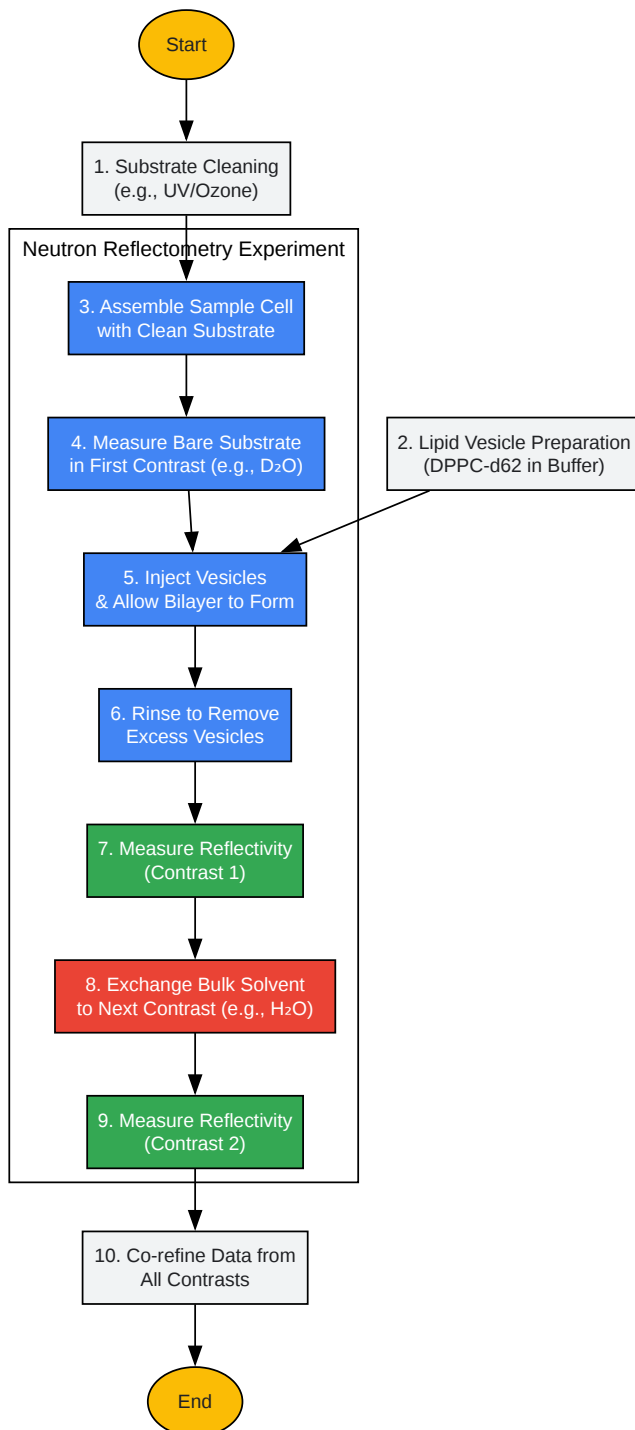 Start
1. Substrate Cleaning
(e.g., UV/Ozone)
Neutron Reflectometry Experiment
3. Assemble Sample Cell
with Clean Substrate
4. Measure Bare Substrate
in First Contrast (e.g., D₂O)
2. Lipid Vesicle Preparation
(DPPC-d62 in Buffer)
5. Inject Vesicles
& Allow Bilayer to Form
6. Rinse to Remove
Excess Vesicles
7. Measure Reflectivity
(Contrast 1)
8. Exchange Bulk Solvent
to Next Contrast (e.g., H₂O)
9. Measure Reflectivity
(Contrast 2)
10. Co-refine Data from
All Contrasts
End